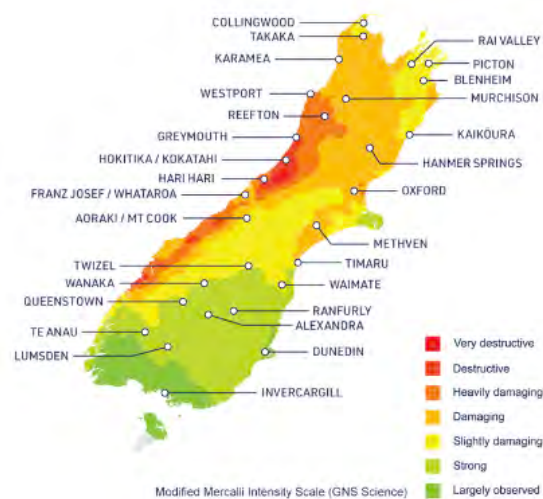 COLLINGWOOD
TAKAKA
RAI VALLEY
KARAMEA
PICTON
BLENHEIM
WESTPORT
MURCHISON
REEFTON
GREYMOUTH
KAIKŌURA
HOKITIKA / KOKATAHI
HANMER SPRINGS
HARI HARI
FRANZ JOSEF / WHATAROA
OXFORD
AORAKI / MT COOK
METHVEN
TWIZEL
TIMARU
WANAKA
WAIMATE
QUEENSTOWN
RANFURLY
TE ANAU
ALEXANDRA
LUMSDEN
DUNEDIN
INVERCARGILL
Very destructive
Destructive
Heavily damaging
Damaging
Slightly damaging
Strong
Largely observed
Modified Mercalii Intensity Scale (GNS Science)